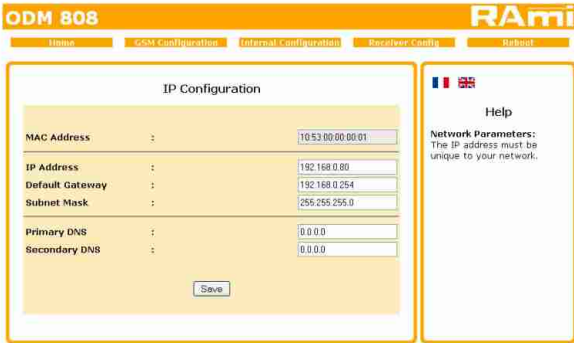 ODM 808
RAmi
Home
GSM Configuration
Internal Configuration
Receiver Config
Reboot
IP Configuration
MAC Address : 10:53:00:00:00:01
IP Address : 192.168.0.80
Default Gateway : 192.168.0.254
Subnet Mask : 255.255.255.0
Primary DNS : 0.0.0.0
Secondary DNS : 0.0.0.0
Save
Help
Network Parameters:
The IP address must be
unique to your network.